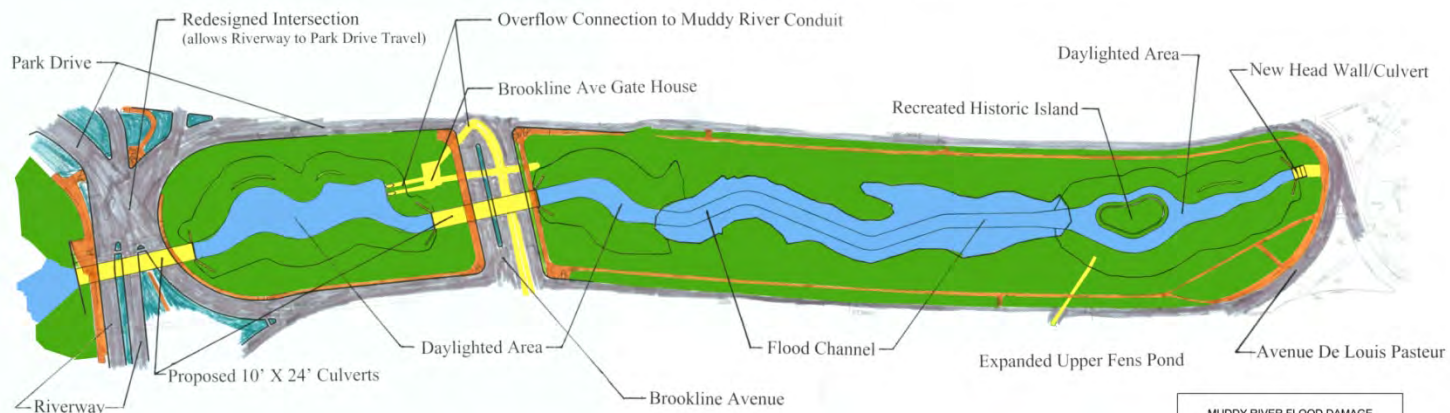 Redesigned Intersection
(allows Riverway to Park Drive Travel)
Overflow Connection to Muddy River Conduit
Park Drive
Brookline Ave Gate House
Daylighted Area
New Head Wall/Culvert
Recreated Historic Island
Daylighted Area
Flood Channel
Expanded Upper Fens Pond
Avenue De Louis Pasteur
Proposed 10' X 24' Culverts
Brookline Avenue
Riverway
MUDDY RIVER FLOOD DAMAGE